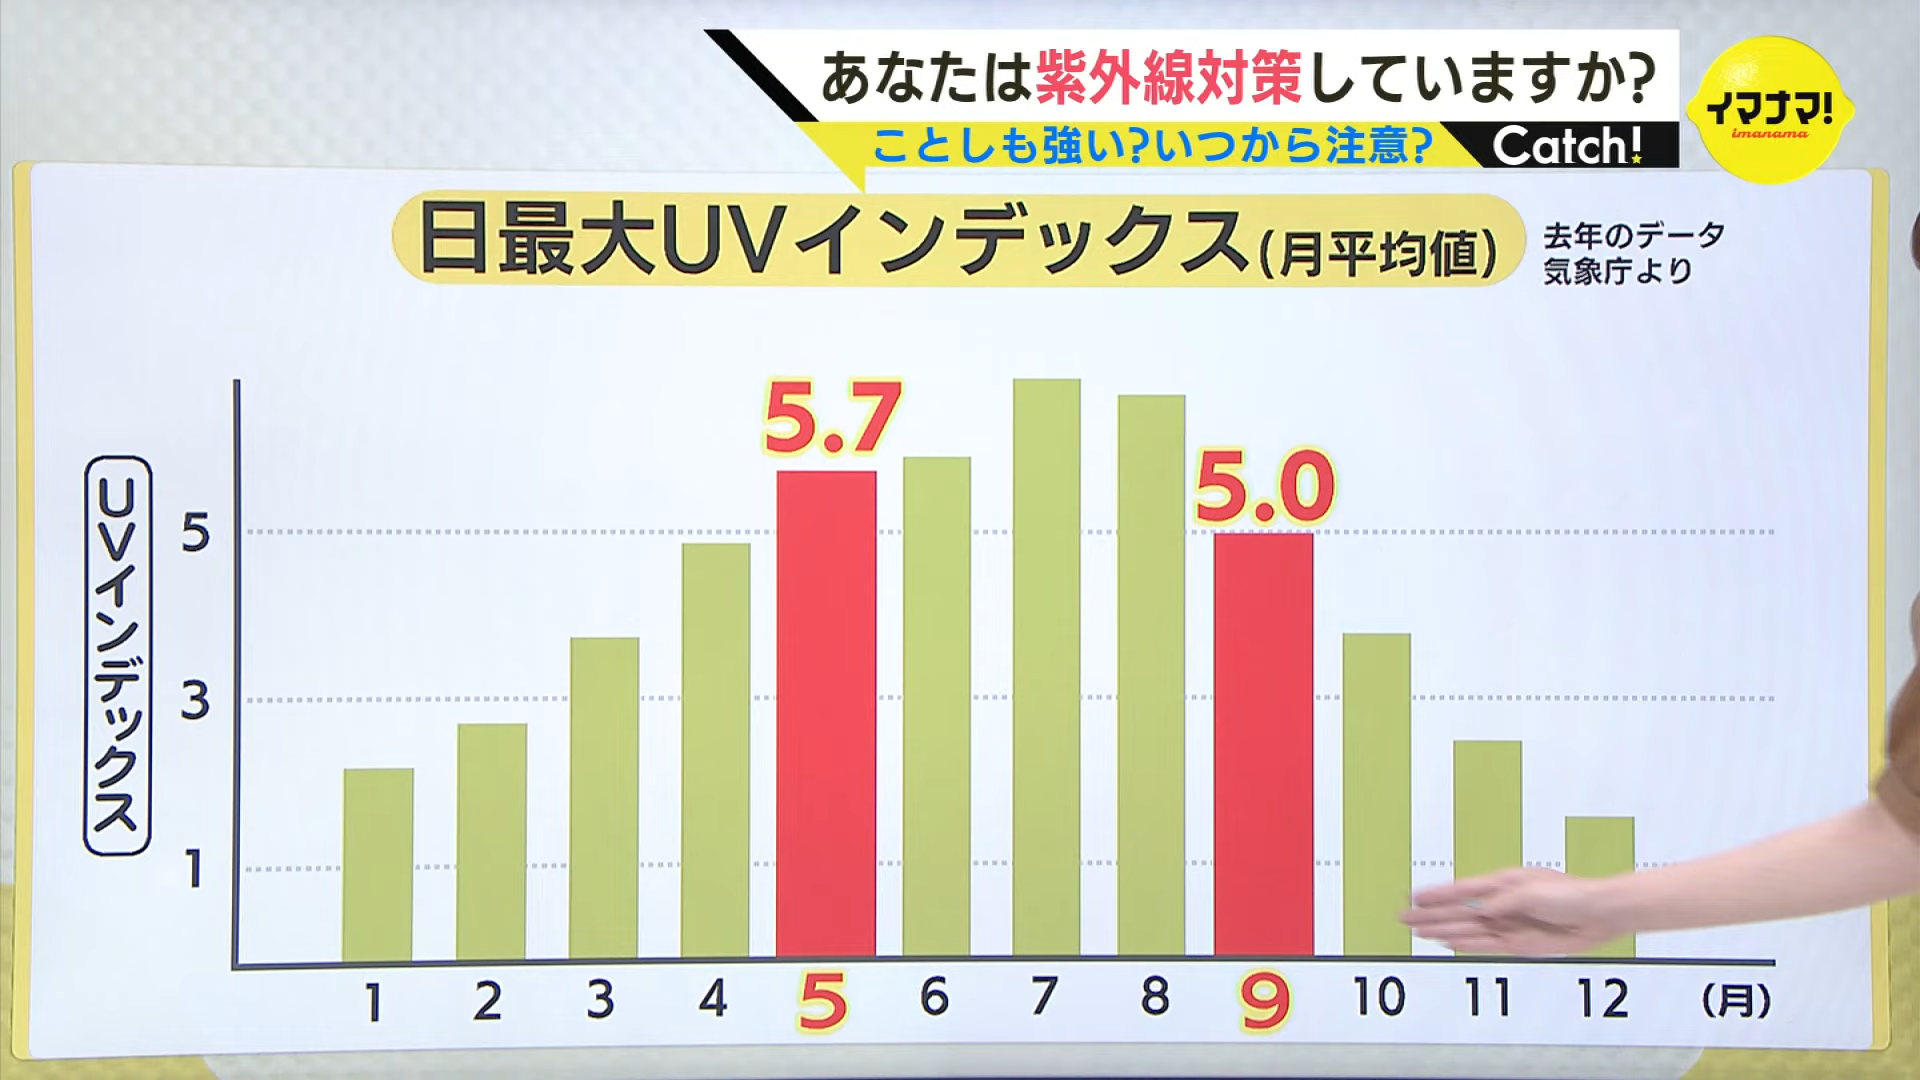 あなたは紫外線対策していますか?
ことしも強い?いつから注意?
Catch!
イマナマ!
imanama
日最大UVインデックス(月平均値)
去年のデータ
気象庁より
UVインデックス
5.7
5.0
5
3
1
1 2 3 4 5 6 7 8 9 10 11 12 (月)